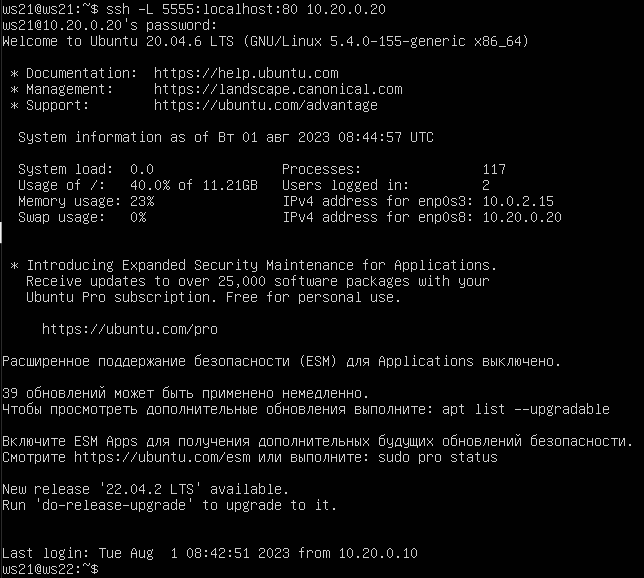 ws21@ws21:~$ ssh -L 5555:localhost:80 10.20.0.20
ws21@10.20.0.20's password:
Welcome to Ubuntu 20.04.6 LTS (GNU/Linux 5.4.0-155-generic x86_64)
* Documentation:  https://help.ubuntu.com
* Management:     https://landscape.canonical.com
* Support:        https://ubuntu.com/advantage
System information as of Вт 01 авг 2023 08:44:57 UTC
System load:  0.0                Processes:               117
Usage of /:   40.0% of 11.21GB   Users logged in:         2
Memory usage: 23%                IPv4 address for enp0s3: 10.0.2.15
Swap usage:   0%                 IPv4 address for enp0s8: 10.20.0.20
* Introducing Expanded Security Maintenance for Applications.
Receive updates to over 25,000 software packages with your
Ubuntu Pro subscription. Free for personal use.
https://ubuntu.com/pro
Расширенное поддержание безопасности (ESM) для Applications выключено.
39 обновлений может быть применено немедленно.
Чтобы просмотреть дополнительные обновления выполните: apt list --upgradable
Включите ESM Apps для получения дополнительных будущих обновлений безопасности.
Смотрите https://ubuntu.com/esm или выполните: sudo pro status
New release '22.04.2 LTS' available.
Run 'do-release-upgrade' to upgrade to it.
Last login: Tue Aug  1 08:42:51 2023 from 10.20.0.10
ws21@ws22:~$